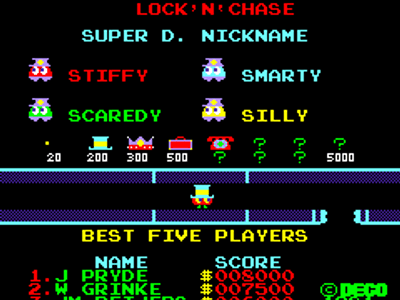 LOCK'N'CHASE
SUPER D. NICKNAME
STIFFY SMARTY
SCAREDY SILLY
? ? ?
20 200 300 500 ? ? ? 5000
BEST FIVE PLAYERS
NAME SCORE
1. J PRYDE #008000
2. W GRINKE #007500
© DECO